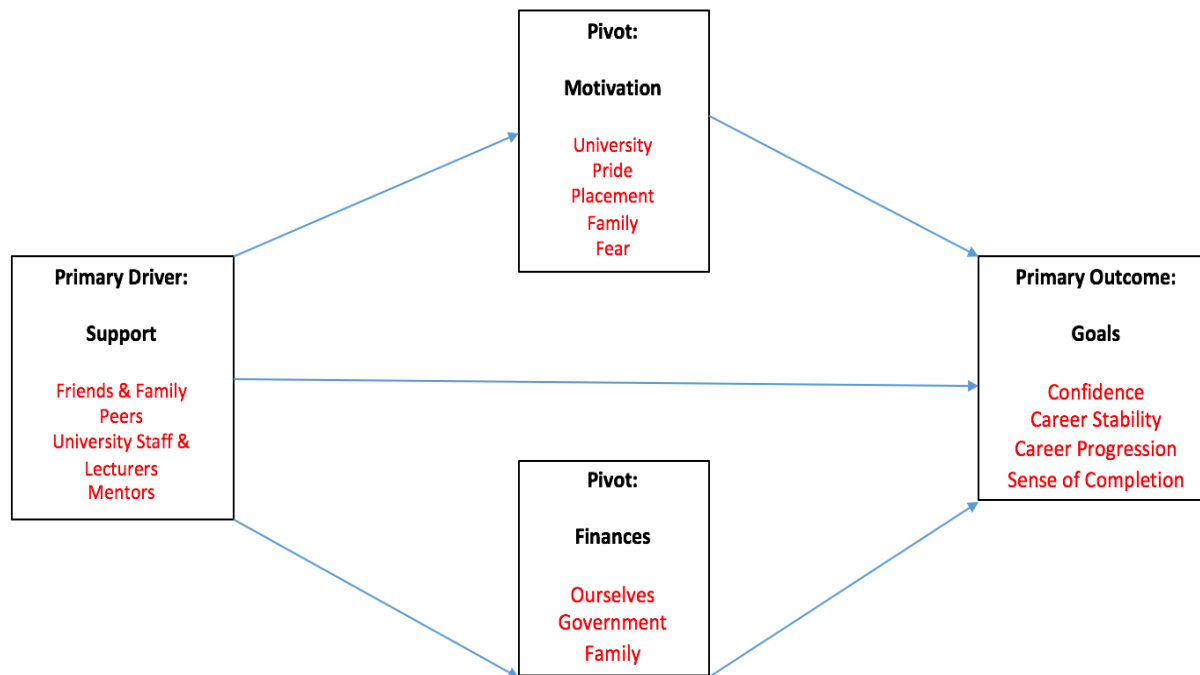 Pivot:
Motivation
University
Pride
Placement
Family
Fear
Primary Driver:
Support
Friends & Family
Peers
University Staff &
Lecturers
Mentors
Primary Outcome:
Goals
Confidence
Career Stability
Career Progression
Sense of Completion
Pivot:
Finances
Ourselves
Government
Family